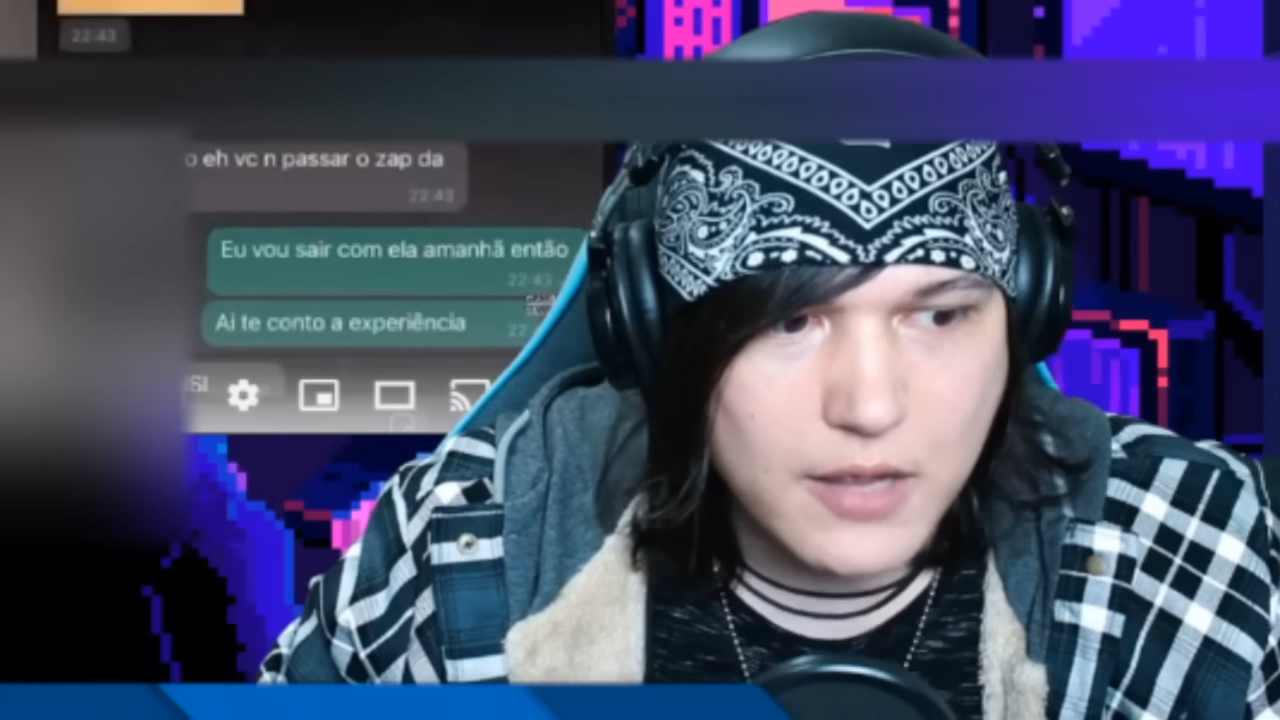 22:43
o eh vc n passar o zap da
22:43
Eu vou sair com ela amanhã então
22:43
Ai te conto a experiência
22